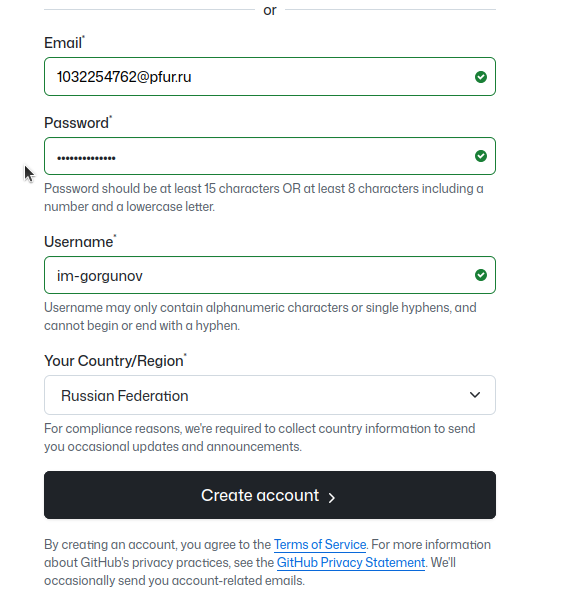 or
Email*
1032254762@pfur.ru
Password*
••••••••••••••
Password should be at least 15 characters OR at least 8 characters including a
number and a lowercase letter.
Username*
im-gorgunov
Username may only contain alphanumeric characters or single hyphens, and
cannot begin or end with a hyphen.
Your Country/Region*
Russian Federation
For compliance reasons, we're required to collect country information to send
you occasional updates and announcements.
Create account
By creating an account, you agree to the Terms of Service. For more information
about GitHub's privacy practices, see the GitHub Privacy Statement. We'll
occasionally send you account-related emails.